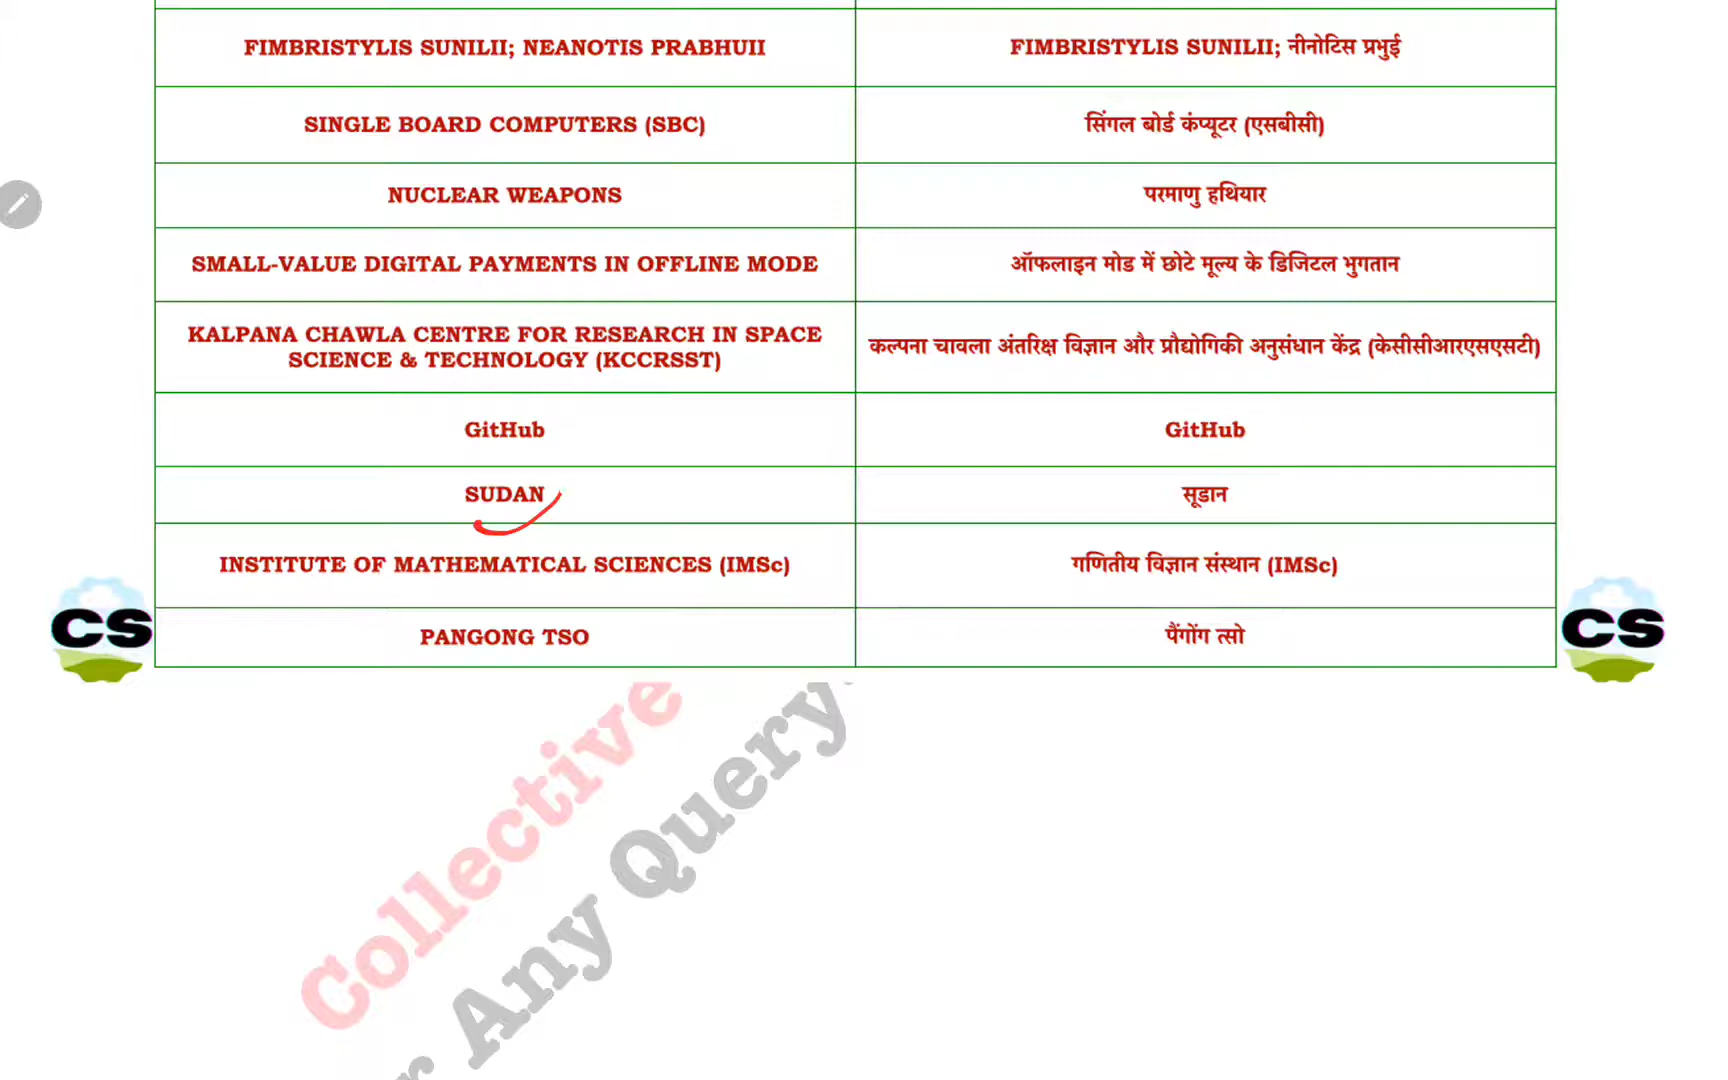 FIMBRISTYLIS SUNILII; NEANOTIS PRABHUII
FIMBRISTYLIS SUNILII; नीनोटिस प्रभुई
SINGLE BOARD COMPUTERS (SBC)
सिंगल बोर्ड कंप्यूटर (एसबीसी)
NUCLEAR WEAPONS
परमाणु हथियार
SMALL-VALUE DIGITAL PAYMENTS IN OFFLINE MODE
ऑफलाइन मोड में छोटे मूल्य के डिजिटल भुगतान
KALPANA CHAWLA CENTRE FOR RESEARCH IN SPACE
SCIENCE & TECHNOLOGY (KCCRSST)
कल्पना चावला अंतरिक्ष विज्ञान और प्रौद्योगिकी अनुसंधान केंद्र (केसीसीआरएसएसटी)
GitHub
GitHub
SUDAN
सूडान
INSTITUTE OF MATHEMATICAL SCIENCES (IMSc)
गणितीय विज्ञान संस्थान (IMSc)
PANGONG TSO
पैंगोंग त्सो
CS
CS
Collective
Any Query